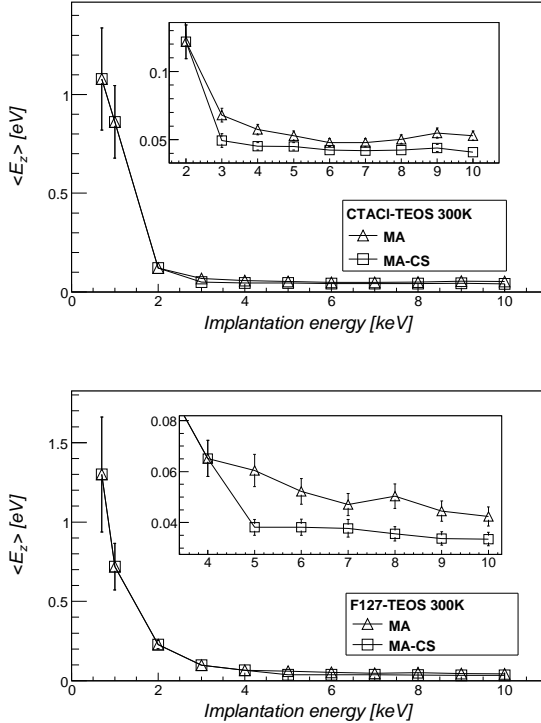 <E_z> [eV]
1
0.5
0
0.1
0.05
2 3 4 5 6 7 8 9 10
CTACl-TEOS 300K
MA
MA-CS
0 2 4 6 8 10
Implantation energy [keV]
<E_z> [eV]
1.5
1
0.5
0
0.08
0.06
0.04
4 5 6 7 8 9 10
F127-TEOS 300K
MA
MA-CS
0 2 4 6 8 10
Implantation energy [keV]